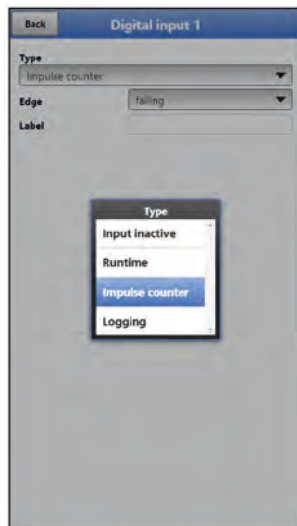 Back Digital input 1
Type
Impulse counter
Edge falling
Label
Type
Input inactive
Runtime
Impulse counter
Logging